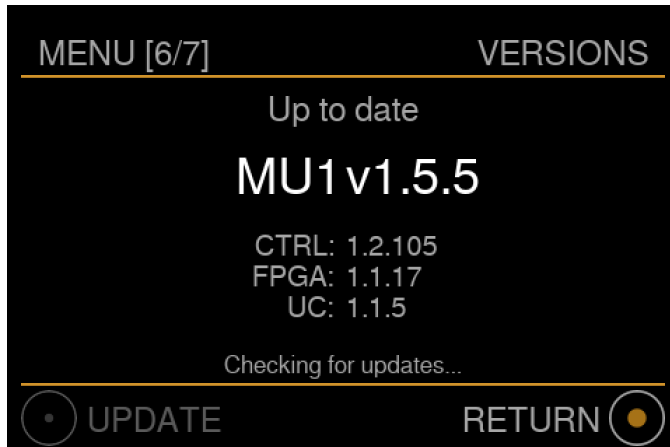 MENU [6/7] VERSIONS
Up to date
MU1 v1.5.5
CTRL: 1.2.105
FPGA: 1.1.17
UC: 1.1.5
Checking for updates...
UPDATE RETURN